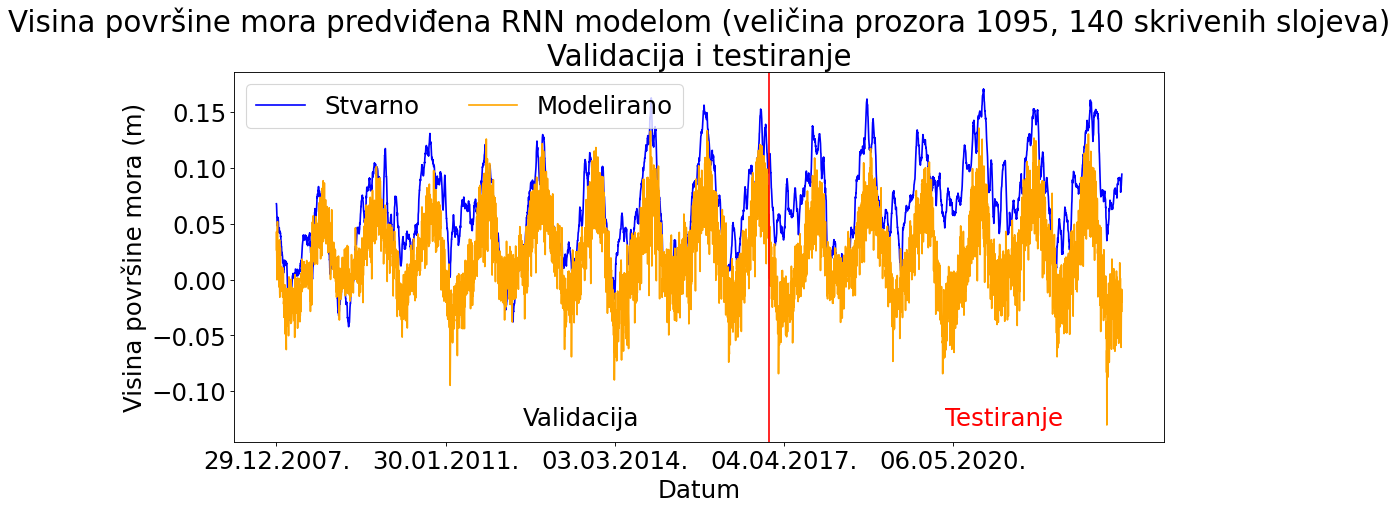 Visina površine mora predviđena RNN modelom (veličina prozora 1095, 140 skrivenih slojeva)
Validacija i testiranje
Stvarno Modelirano
Visina površine mora (m)
0.15
0.10
0.05
0.00
−0.05
−0.10
Validacija Testiranje
29.12.2007. 30.01.2011. 03.03.2014. 04.04.2017. 06.05.2020.
Datum